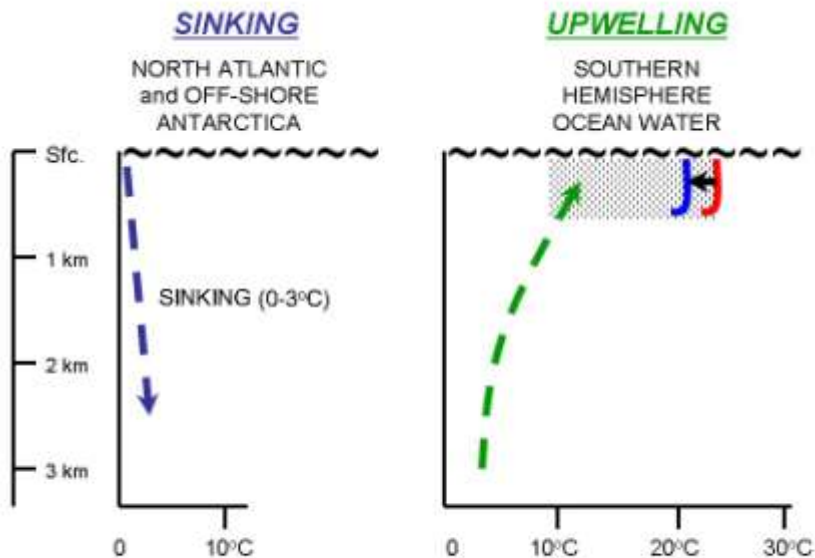 SINKING
NORTH ATLANTIC
and OFF-SHORE
ANTARCTICA
UPWELLING
SOUTHERN
HEMISPHERE
OCEAN WATER
Sfc.
1 km
2 km
3 km
SINKING (0-3°C)
0
10°C
0
10°C
20°C
30°C